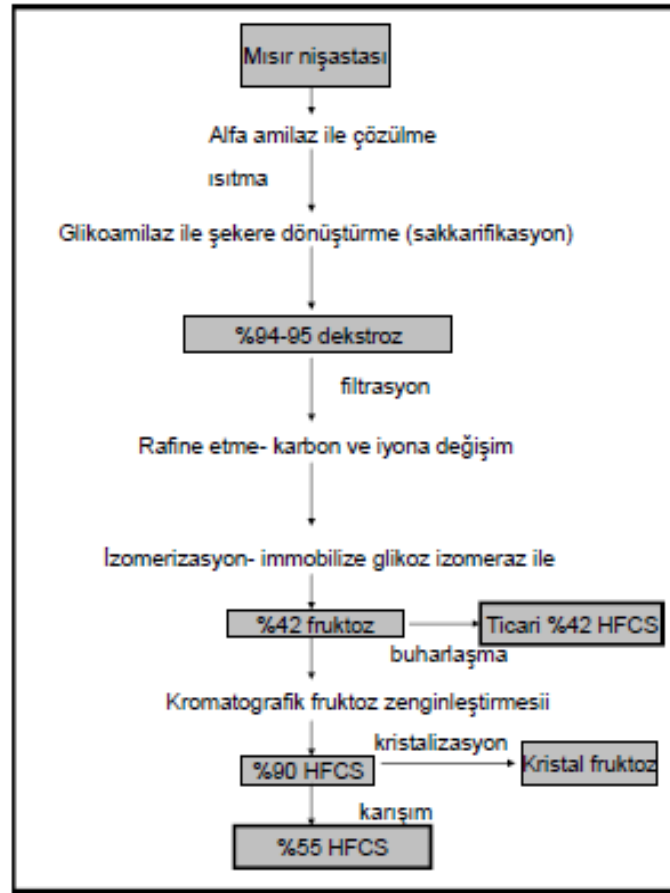 Mısır nişastası
Alfa amilaz ile çözülme
ısıtma
Glikoamilaz ile şekere dönüştürme (sakkarifikasyon)
%94-95 dekstroz
filtrasyon
Rafine etme- karbon ve iyona değişim
İzomerizasyon- immobilize glikoz izomeraz ile
%42 fruktoz
Ticari %42 HFCS
buharlaşma
Kromatografik fruktoz zenginleştirmesii
kristalizasyon
%90 HFCS
Kristal fruktoz
karışım
%55 HFCS